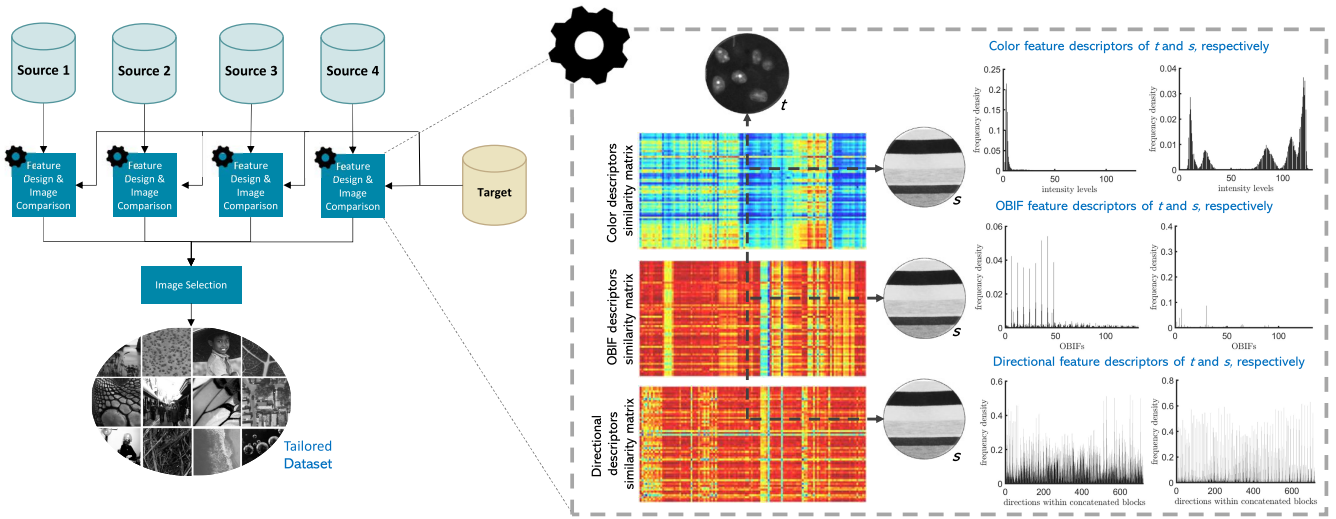 Source 1
Source 2
Source 3
Source 4
Feature
Design &
Image
Comparison
Feature
Design &
Image
Comparison
Feature
Design &
Image
Comparison
Feature
Design &
Image
Comparison
Target
Image Selection
Tailored
Dataset
t
Color descriptors
similarity matrix
s
OBIF descriptors
similarity matrix
s
Directional
descriptors
similarity matrix
s
Color feature descriptors of t and s, respectively
frequency density
0.25
0.2
0.15
0.1
0.05
0
0
50
100
intensity levels
frequency density
0.04
0.03
0.02
0.01
0
0
50
100
intensity levels
OBIF feature descriptors of t and s, respectively
frequency density
0.06
0.04
0.02
0
0
50
100
OBIFs
frequency density
0.4
0.3
0.2
0.1
0
0
50
100
OBIFs
Directional feature descriptors of t and s, respectively
frequency density
0.6
0.4
0.2
0
0
200
400
600
directions within concatenated blocks
frequency density
0.8
0.6
0.4
0.2
0
0
200
400
600
directions within concatenated blocks